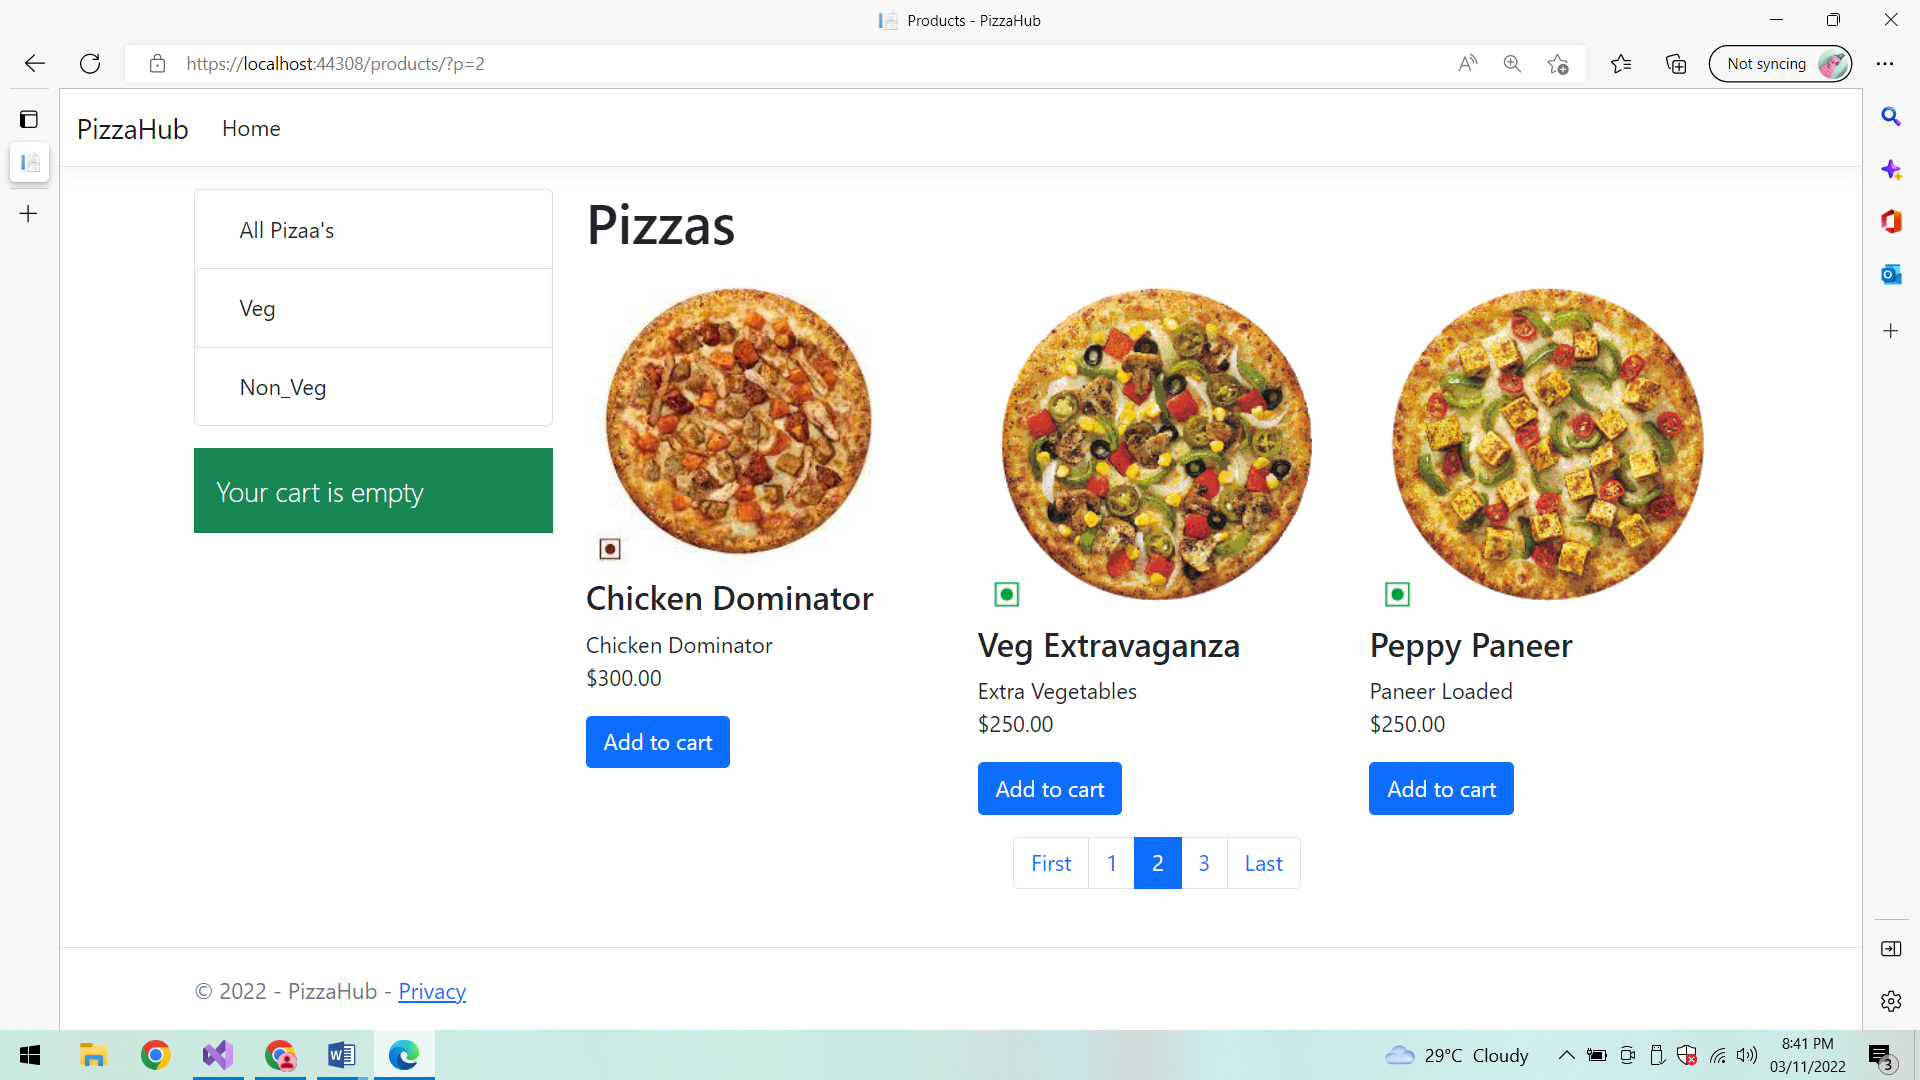 Products - PizzaHub
https://localhost:44308/products/?p=2
Not syncing
PizzaHub Home
All Pizaa's
Veg
Non_Veg
Your cart is empty
Pizzas
Chicken Dominator
Chicken Dominator
$300.00
Add to cart
Veg Extravaganza
Extra Vegetables
$250.00
Add to cart
Peppy Paneer
Paneer Loaded
$250.00
Add to cart
First 1 2 3 Last
© 2022 - PizzaHub - Privacy
29°C Cloudy
8:41 PM
03/11/2022
3